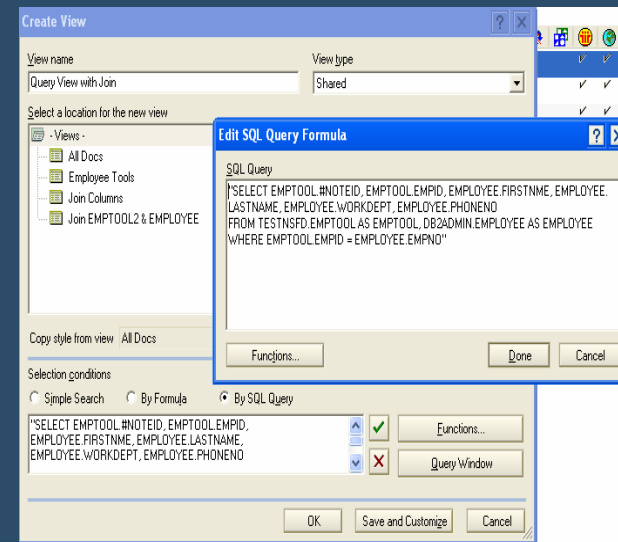 Create View
View name
View type
Query View with Join
Shared
Select a location for the new view
- Views -
All Docs
Employee Tools
Join Columns
Join EMPTOOL2 & EMPLOYEE
Copy style from view All Docs
Selection conditions
Simple Search By Formula By SQL Query
"SELECT EMPTOOL.#NOTEID, EMPTOOL.EMPID,
EMPLOYEE.FIRSTNME, EMPLOYEE.LASTNAME,
EMPLOYEE.WORKDEPT, EMPLOYEE.PHONENO
Functions...
Query Window
OK Save and Customize Cancel
Edit SQL Query Formula
SQL Query
"SELECT EMPTOOL.#NOTEID, EMPTOOL.EMPID, EMPLOYEE.FIRSTNME, EMPLOYEE.
LASTNAME, EMPLOYEE.WORKDEPT, EMPLOYEE.PHONENO
FROM TESTNSFD.EMPTOOL AS EMPTOOL, DB2ADMIN.EMPLOYEE AS EMPLOYEE
WHERE EMPTOOL.EMPID = EMPLOYEE.EMPNO"
Functions... Done Cancel